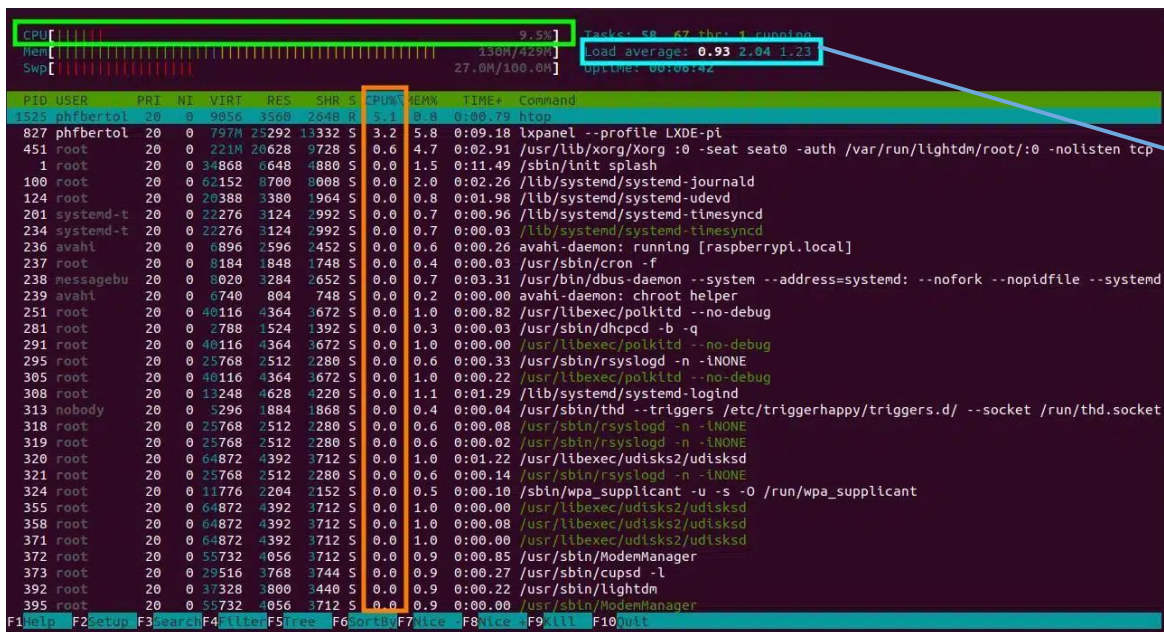 CPU[|||||| 9.5%] Tasks: 58, 67 thr; 1 running
Mem[||||||||||||||||||||||||||||||||||||||||||||||| 130M/429M] Load average: 0.93 2.04 1.23
Swp[||||||||||||||||| 27.0M/100.0M] Uptime: 00:06:42
PID USER PRI NI VIRT RES SHR S CPU%▽MEM% TIME+ Command
1525 phfbertol 20 0 9056 3560 2648 R 5.1 0.8 0:00.79 htop
827 phfbertol 20 0 797M 25292 13332 S 3.2 5.8 0:09.18 lxpanel --profile LXDE-pi
451 root 20 0 221M 20628 9728 S 0.6 4.7 0:02.91 /usr/lib/xorg/Xorg :0 -seat seat0 -auth /var/run/lightdm/root/:0 -nolisten tcp
1 root 20 0 34868 6648 4880 S 0.0 1.5 0:11.49 /sbin/init splash
100 root 20 0 62152 8700 8008 S 0.0 2.0 0:02.26 /lib/systemd/systemd-journald
124 root 20 0 20388 3380 1964 S 0.0 0.8 0:01.98 /lib/systemd/systemd-udevd
201 systemd-t 20 0 22276 3124 2992 S 0.0 0.7 0:00.96 /lib/systemd/systemd-timesyncd
234 systemd-t 20 0 22276 3124 2992 S 0.0 0.7 0:00.03 /lib/systemd/systemd-timesyncd
236 avahi 20 0 6896 2596 2452 S 0.0 0.6 0:00.26 avahi-daemon: running [raspberrypi.local]
237 root 20 0 8184 1848 1748 S 0.0 0.4 0:00.03 /usr/sbin/cron -f
238 messagebu 20 0 8020 3284 2652 S 0.0 0.7 0:03.31 /usr/bin/dbus-daemon --system --address=systemd: --nofork --nopidfile --systemd
239 avahi 20 0 6740 804 748 S 0.0 0.2 0:00.00 avahi-daemon: chroot helper
251 root 20 0 40116 4364 3672 S 0.0 1.0 0:00.82 /usr/libexec/polkitd --no-debug
281 root 20 0 2788 1524 1392 S 0.0 0.3 0:00.03 /usr/sbin/dhcpcd -b -q
291 root 20 0 40116 4364 3672 S 0.0 1.0 0:00.00 /usr/libexec/polkitd --no-debug
295 root 20 0 25768 2512 2280 S 0.0 0.6 0:00.33 /usr/sbin/rsyslogd -n -iNONE
305 root 20 0 40116 4364 3672 S 0.0 1.0 0:00.22 /usr/libexec/polkitd --no-debug
308 root 20 0 13248 4628 4220 S 0.0 1.1 0:01.29 /lib/systemd/systemd-logind
313 nobody 20 0 5296 1884 1868 S 0.0 0.4 0:00.04 /usr/sbin/thd --triggers /etc/triggerhappy/triggers.d/ --socket /run/thd.socket
318 root 20 0 25768 2512 2280 S 0.0 0.6 0:00.08 /usr/sbin/rsyslogd -n -iNONE
319 root 20 0 25768 2512 2280 S 0.0 0.6 0:00.02 /usr/sbin/rsyslogd -n -iNONE
320 root 20 0 64872 4392 3712 S 0.0 1.0 0:01.22 /usr/libexec/udisks2/udisksd
321 root 20 0 25768 2512 2280 S 0.0 0.6 0:00.14 /usr/sbin/rsyslogd -n -iNONE
324 root 20 0 11776 2204 2152 S 0.0 0.5 0:00.10 /sbin/wpa_supplicant -u -s -O /run/wpa_supplicant
355 root 20 0 64872 4392 3712 S 0.0 1.0 0:00.00 /usr/libexec/udisks2/udisksd
358 root 20 0 64872 4392 3712 S 0.0 1.0 0:00.08 /usr/libexec/udisks2/udisksd
371 root 20 0 64872 4392 3712 S 0.0 1.0 0:00.00 /usr/libexec/udisks2/udisksd
372 root 20 0 55732 4056 3712 S 0.0 0.9 0:00.85 /usr/sbin/ModemManager
373 root 20 0 29516 3768 3744 S 0.0 0.9 0:00.27 /usr/sbin/cupsd -l
392 root 20 0 37328 3800 3440 S 0.0 0.9 0:00.22 /usr/sbin/lightdm
395 root 20 0 55732 4056 3712 S 0.0 0.9 0:00.00 /usr/sbin/ModemManager
F1Help F2Setup F3SearchF4FilterF5Tree F6SortByF7Nice -F8Nice +F9Kill F10Quit